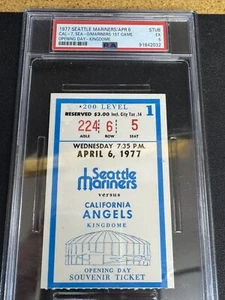 1977 SEATTLE MARINERS/APR.6 STUB
CAL - 7, SEA - 0/MARINERS 1ST GAME EX
OPENING DAY - KINGDOME 5
PSA 91642032
200 LEVEL 1
RESERVED $3.00 Incl. City Tax .14
224 6 5
SEC ROW SEAT
WEDNESDAY 7:35 P.M.
APRIL 6, 1977
Seattle
Mariners
versus
CALIFORNIA
ANGELS
KINGDOME
OPENING DAY
SOUVENIR TICKET